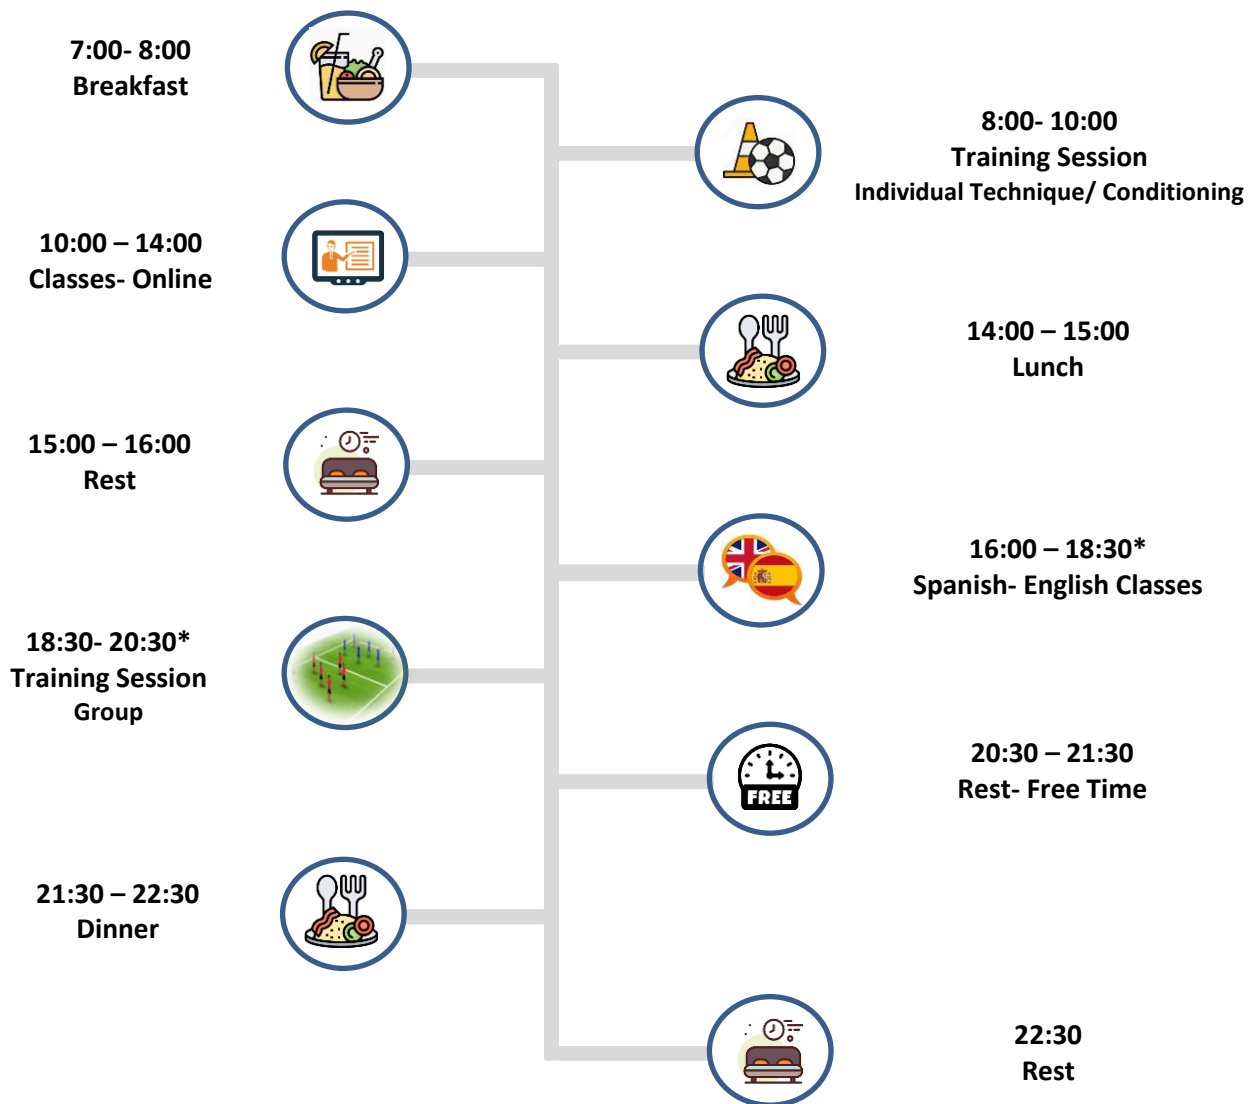 7:00- 8:00
Breakfast
8:00- 10:00
Training Session
Individual Technique/ Conditioning
10:00 – 14:00
Classes- Online
14:00 – 15:00
Lunch
15:00 – 16:00
Rest
16:00 – 18:30*
Spanish- English Classes
18:30- 20:30*
Training Session
Group
20:30 – 21:30
Rest- Free Time
FREE
21:30 – 22:30
Dinner
22:30
Rest